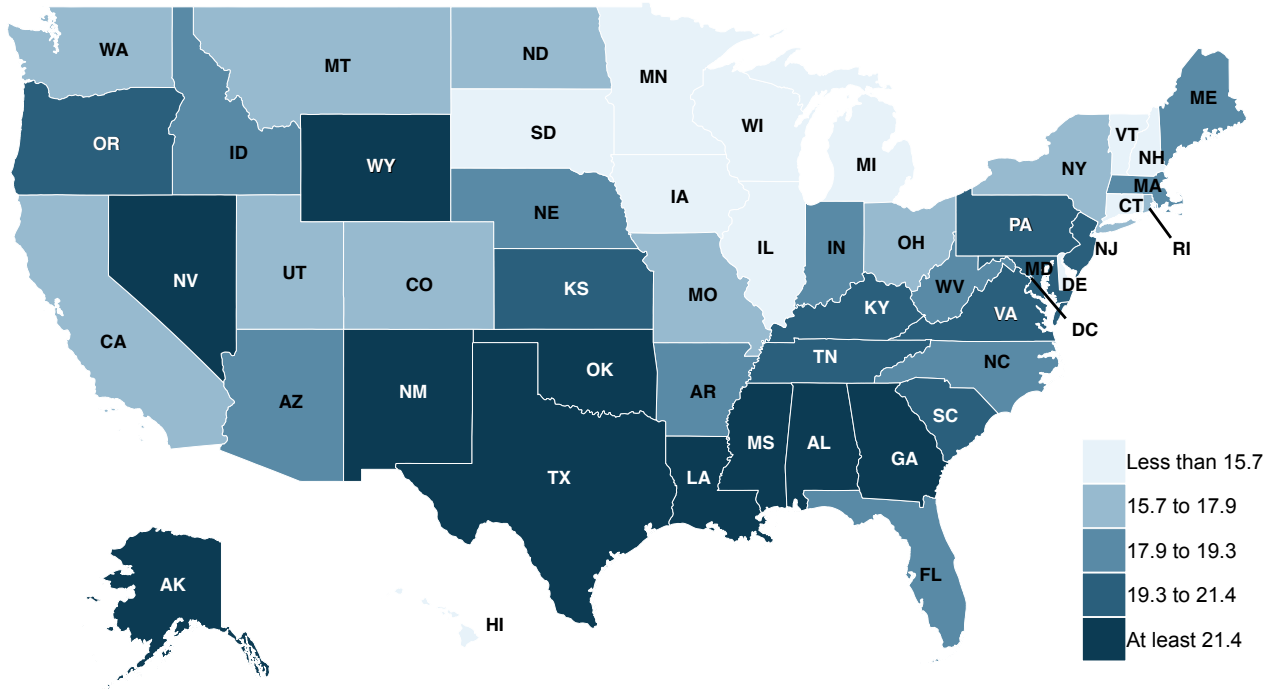 WA
MT
ND
MN
ME
OR
ID
WY
SD
WI
MI
VT
NH
NY
MA
CT
RI
NV
UT
CO
NE
IA
IL
IN
OH
PA
NJ
CA
KS
MO
KY
WV
VA
MD
DE
DC
AZ
NM
OK
AR
TN
NC
TX
LA
MS
AL
GA
SC
FL
AK
HI
Less than 15.7
15.7 to 17.9
17.9 to 19.3
19.3 to 21.4
At least 21.4